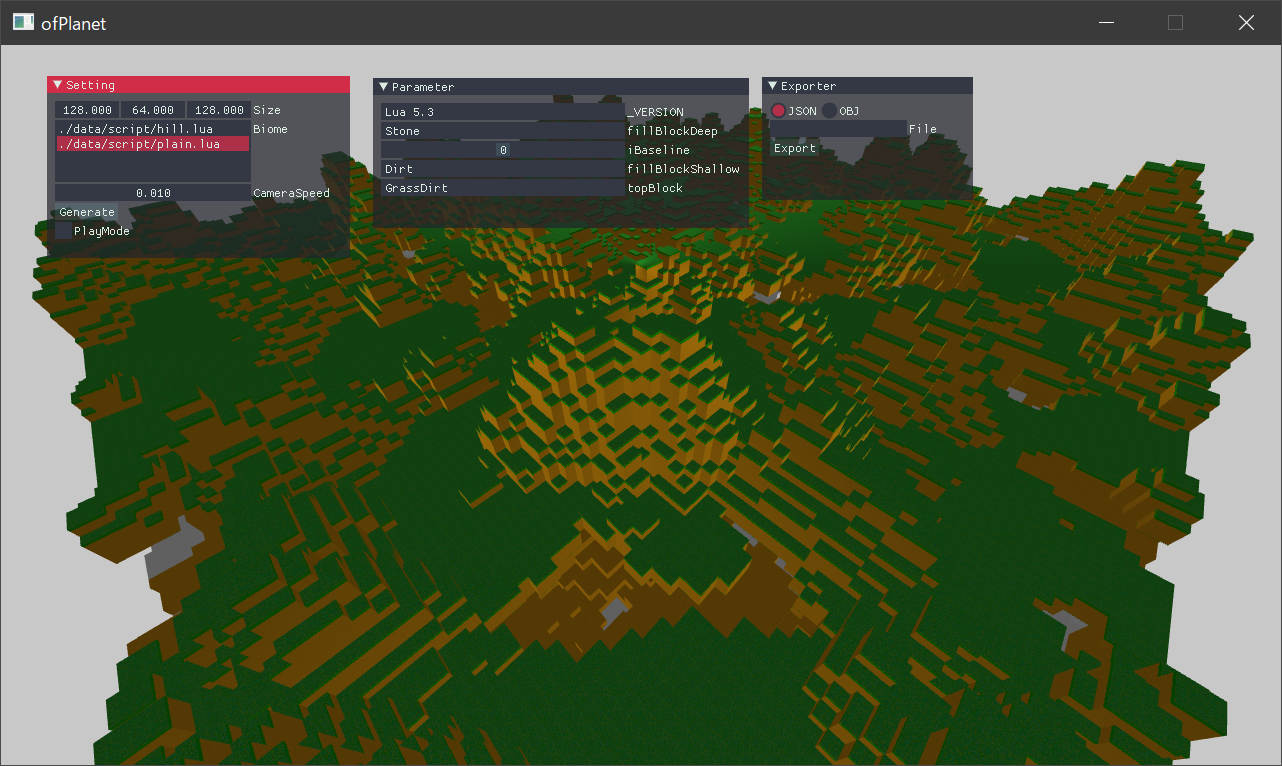 ofPlanet
Setting
128.000 64.000 128.000 Size
./data/script/hill.lua Biome
./data/script/plain.lua
0.010 CameraSpeed
Generate
PlayMode
Parameter
Lua 5.3 _VERSION
Stone fillBlockDeep
0 iBaseline
Dirt fillBlockShallow
GrassDirt topBlock
Exporter
JSON OBJ
File
Export